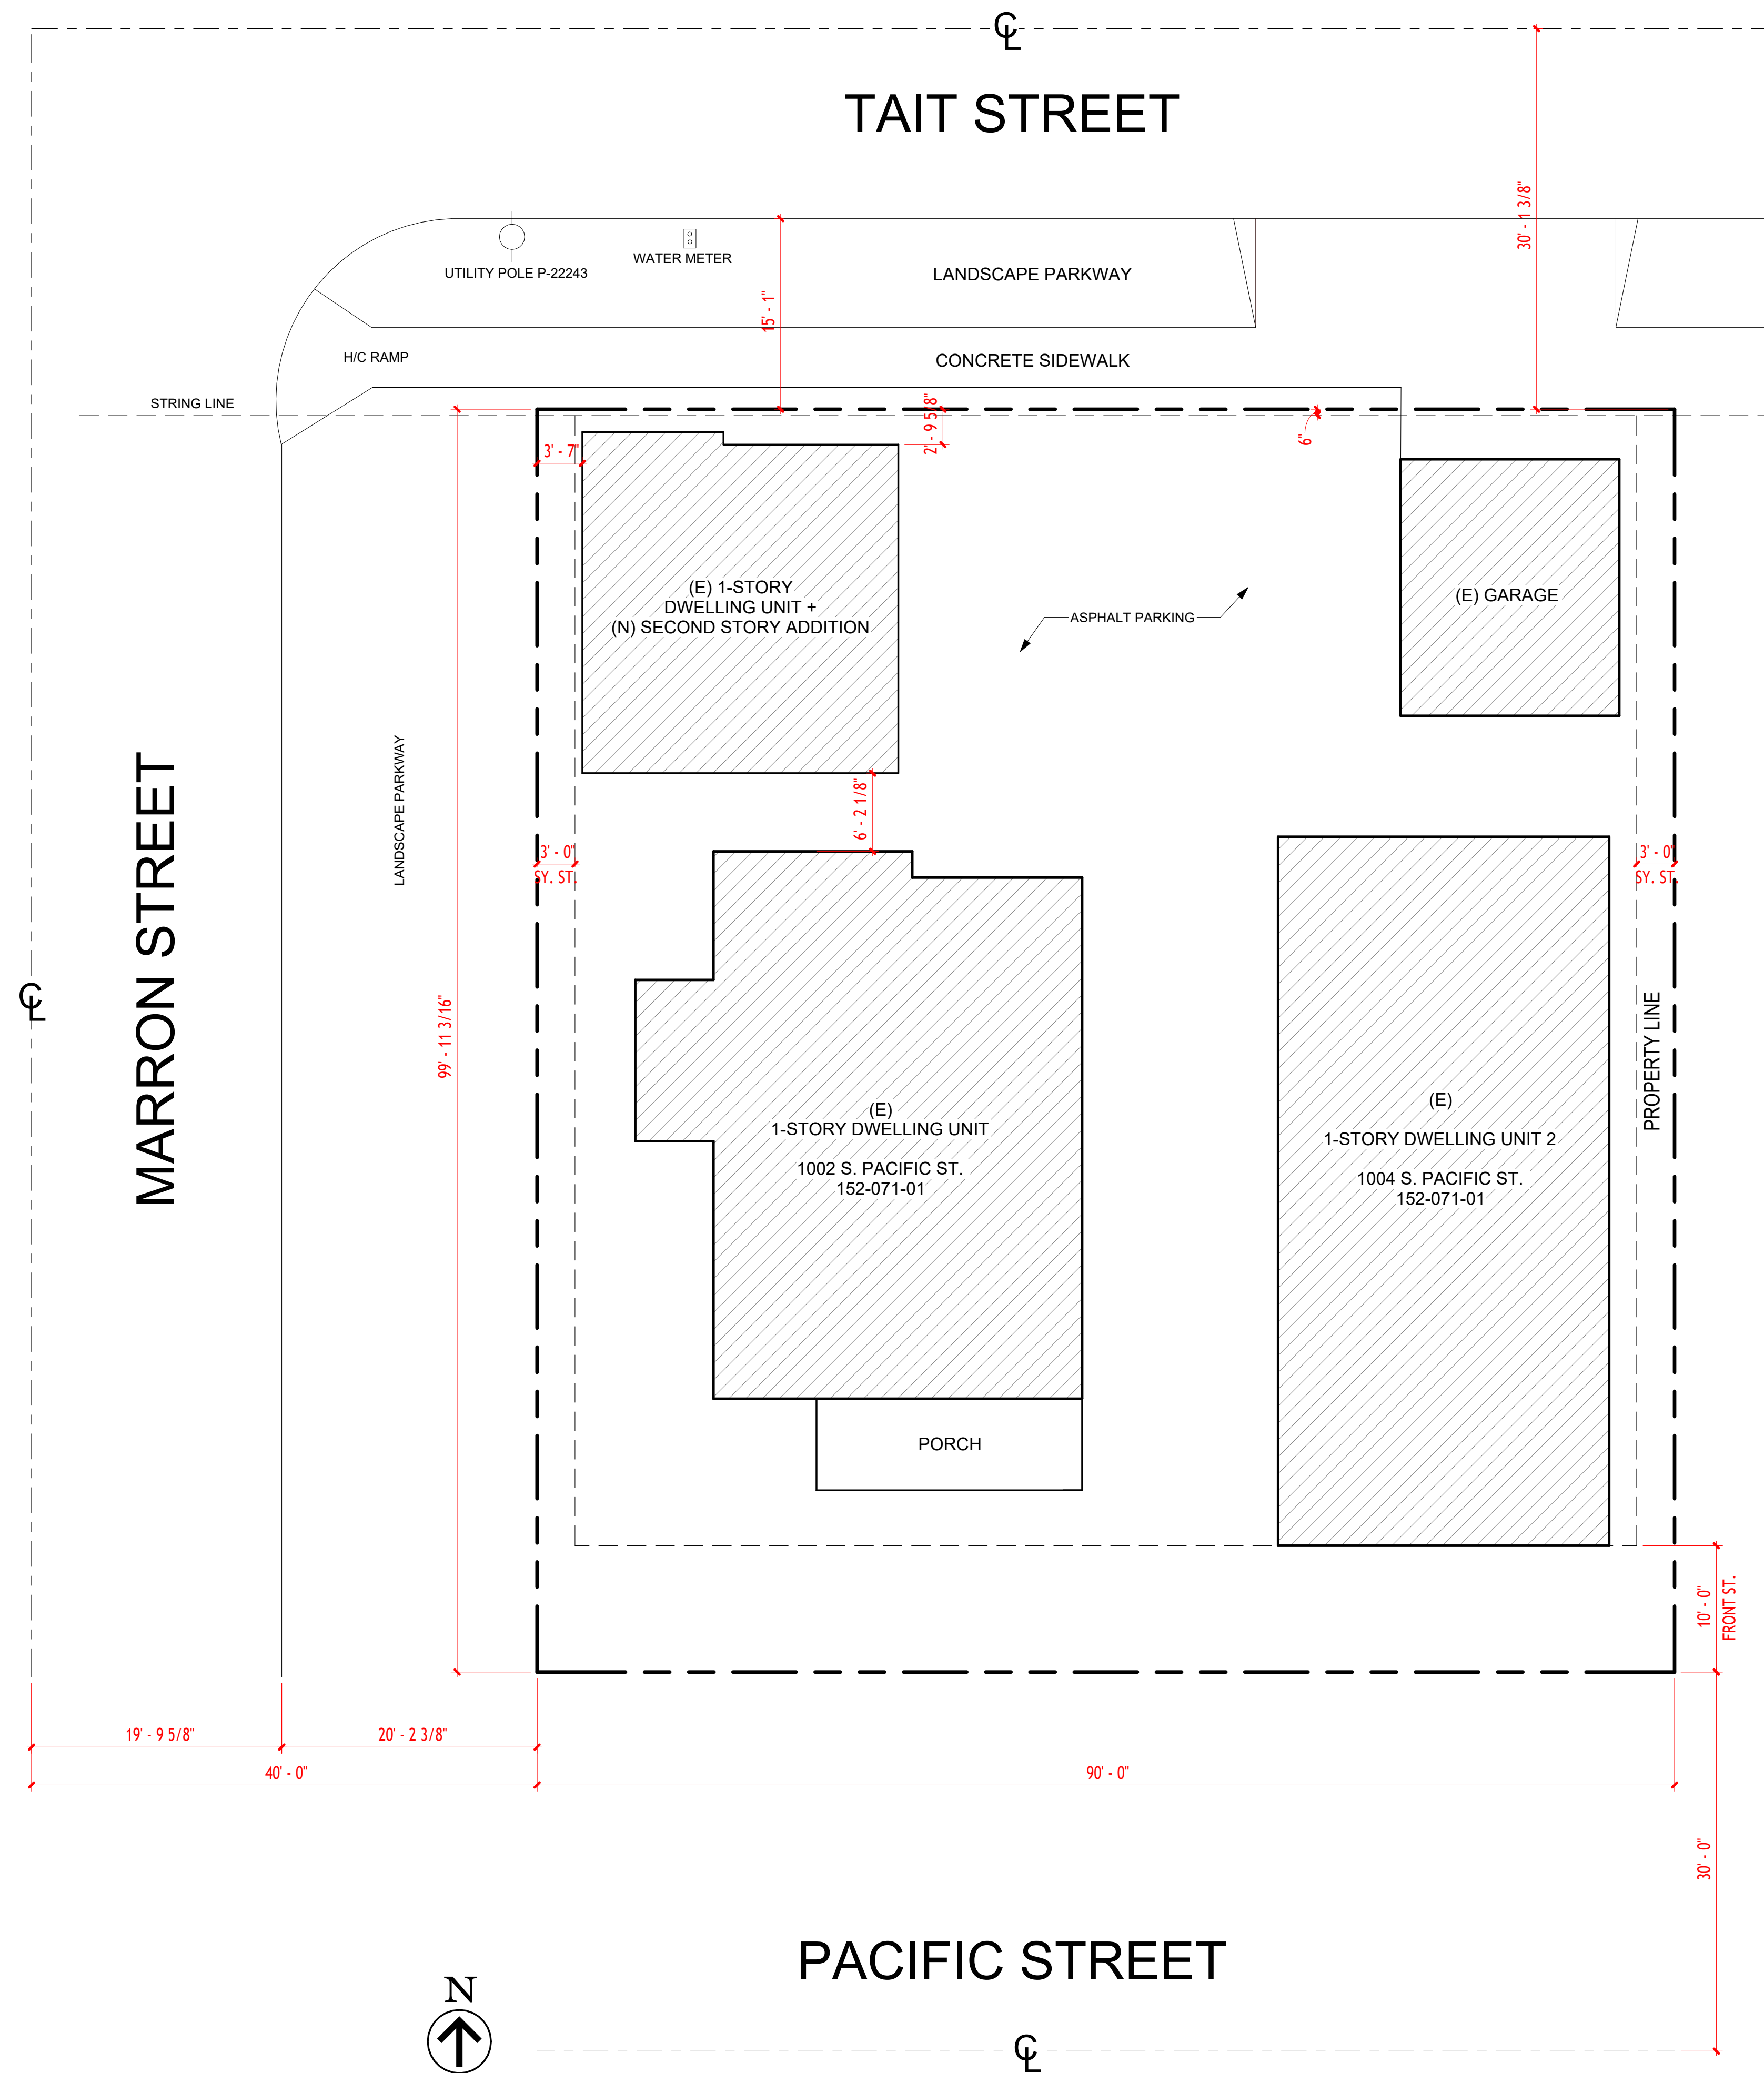 ℄
TAIT STREET
30' - 1 3/8"
UTILITY POLE P-22243
WATER METER
LANDSCAPE PARKWAY
15' - 1"
H/C RAMP
CONCRETE SIDEWALK
STRING LINE
2' - 9 5/8"
6"
3' - 7"
(E) 1-STORY
DWELLING UNIT +
(N) SECOND STORY ADDITION
ASPHALT PARKING
(E) GARAGE
LANDSCAPE PARKWAY
MARRON STREET
℄
6' - 2 1/8"
3' - 0"
SY. ST.
3' - 0"
SY. ST.
99' - 11 3/16"
PROPERTY LINE
(E)
1-STORY DWELLING UNIT
1002 S. PACIFIC ST.
152-071-01
(E)
1-STORY DWELLING UNIT 2
1004 S. PACIFIC ST.
152-071-01
PORCH
10' - 0"
FRONT ST.
19' - 9 5/8"
20' - 2 3/8"
40' - 0"
90' - 0"
30' - 0"
PACIFIC STREET
N
℄